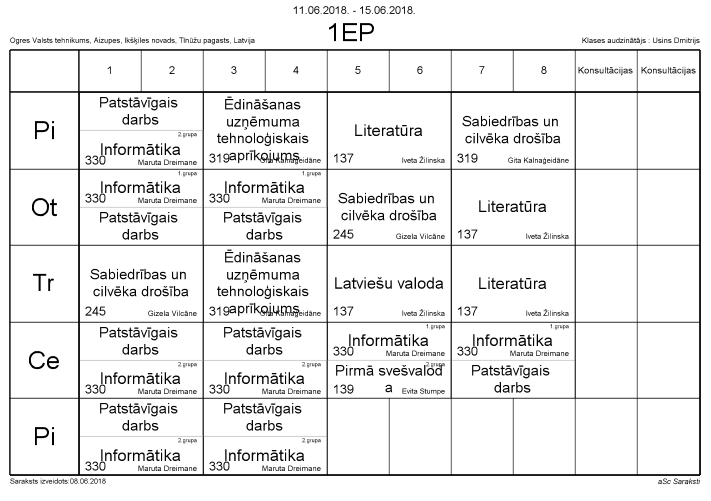 11.06.2018. - 15.06.2018.
1EP
Ogres Valsts tehnikums, Aizupes, Ikšķiles novads, Tīnūžu pagasts, Latvija
Klases audzinātājs : Usins Dmitrijs
1 2 3 4 5 6 7 8 Konsultācijas Konsultācijas
Pi
Patstāvīgais
darbs
2.grupa
Informātika
330 Maruta Dreimane
Ēdināšanas
uzņēmuma
tehnoloģiskais
aprīkojums
319 Gita Kalnaģeidāne
Literatūra
137 Iveta Žilinska
Sabiedrības un
cilvēka drošība
319 Gita Kalnaģeidāne
Ot
1.grupa
Informātika
330 Maruta Dreimane
Patstāvīgais
darbs
1.grupa
Informātika
330 Maruta Dreimane
Patstāvīgais
darbs
Sabiedrības un
cilvēka drošība
245 Gizela Vilcāne
Literatūra
137 Iveta Žilinska
Tr
Sabiedrības un
cilvēka drošība
245 Gizela Vilcāne
Ēdināšanas
uzņēmuma
tehnoloģiskais
aprīkojums
319 Gita Kalnaģeidāne
Latviešu valoda
137 Iveta Žilinska
Literatūra
137 Iveta Žilinska
Ce
Patstāvīgais
darbs
2.grupa
Informātika
330 Maruta Dreimane
Patstāvīgais
darbs
2.grupa
Informātika
330 Maruta Dreimane
1.grupa
Informātika
330 Maruta Dreimane
2.grupa
Pirmā svešvalod
a
139 Evita Stumpe
1.grupa
Informātika
330 Maruta Dreimane
Patstāvīgais
darbs
Pi
Patstāvīgais
darbs
2.grupa
Informātika
330 Maruta Dreimane
Patstāvīgais
darbs
2.grupa
Informātika
330 Maruta Dreimane
Saraksts izveidots:08.06.2018
aSc Saraksti